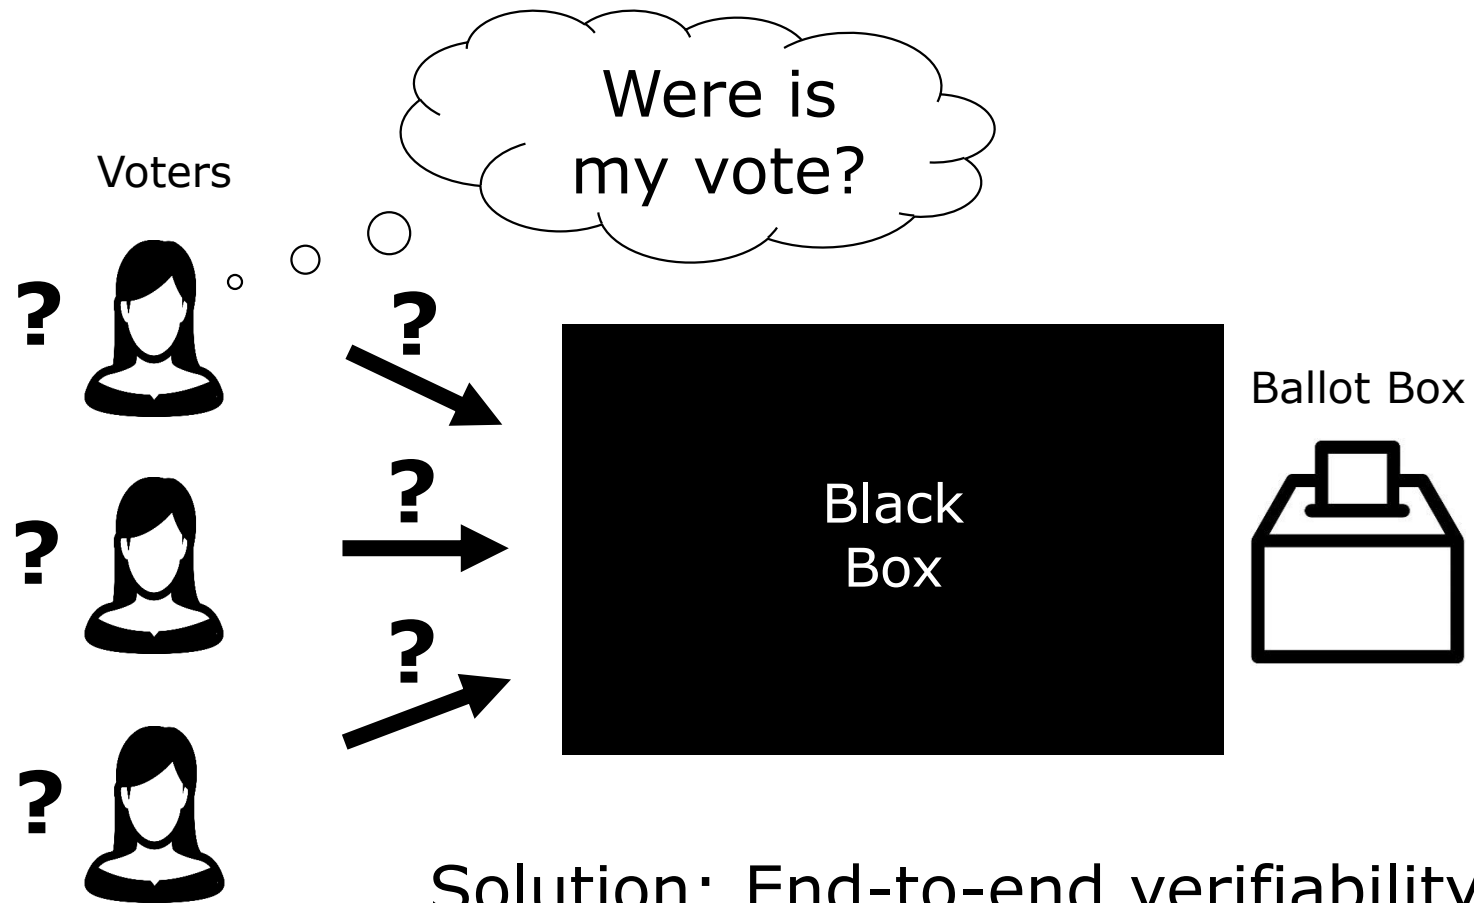 Were is
my vote?
Voters
?
?
Ballot Box
?
Black
Box
?
?
?
Solution: End-to-end verifiability